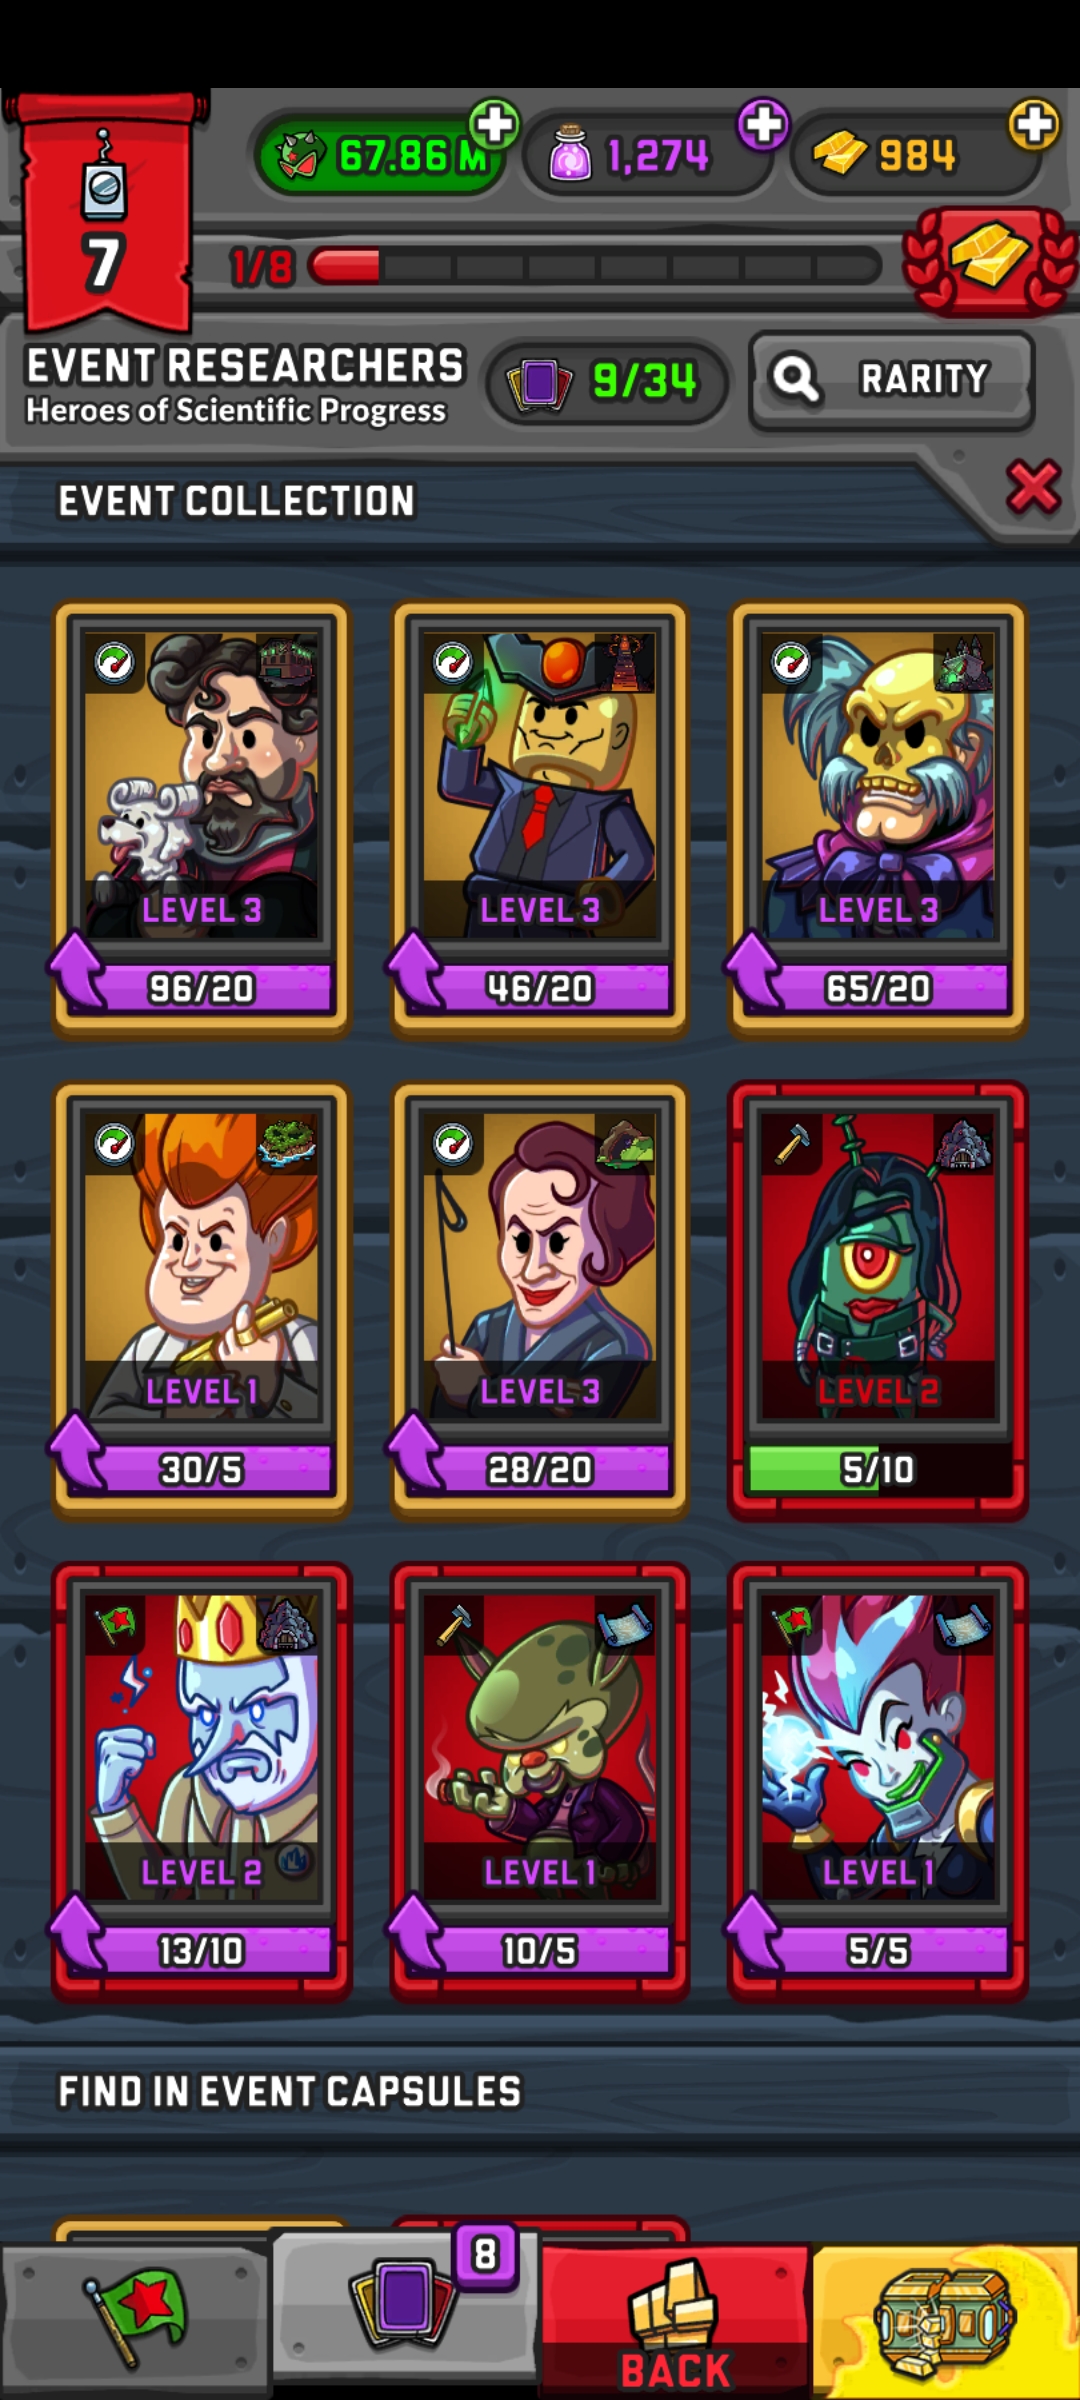 67.86 M
1,274
984
7
1/8
EVENT RESEARCHERS
Heroes of Scientific Progress
9/34
RARITY
EVENT COLLECTION
LEVEL 3
LEVEL 3
LEVEL 3
96/20
46/20
65/20
LEVEL 1
LEVEL 3
LEVEL 2
30/5
28/20
5/10
LEVEL 2
LEVEL 1
LEVEL 1
13/10
10/5
5/5
FIND IN EVENT CAPSULES
8
BACK